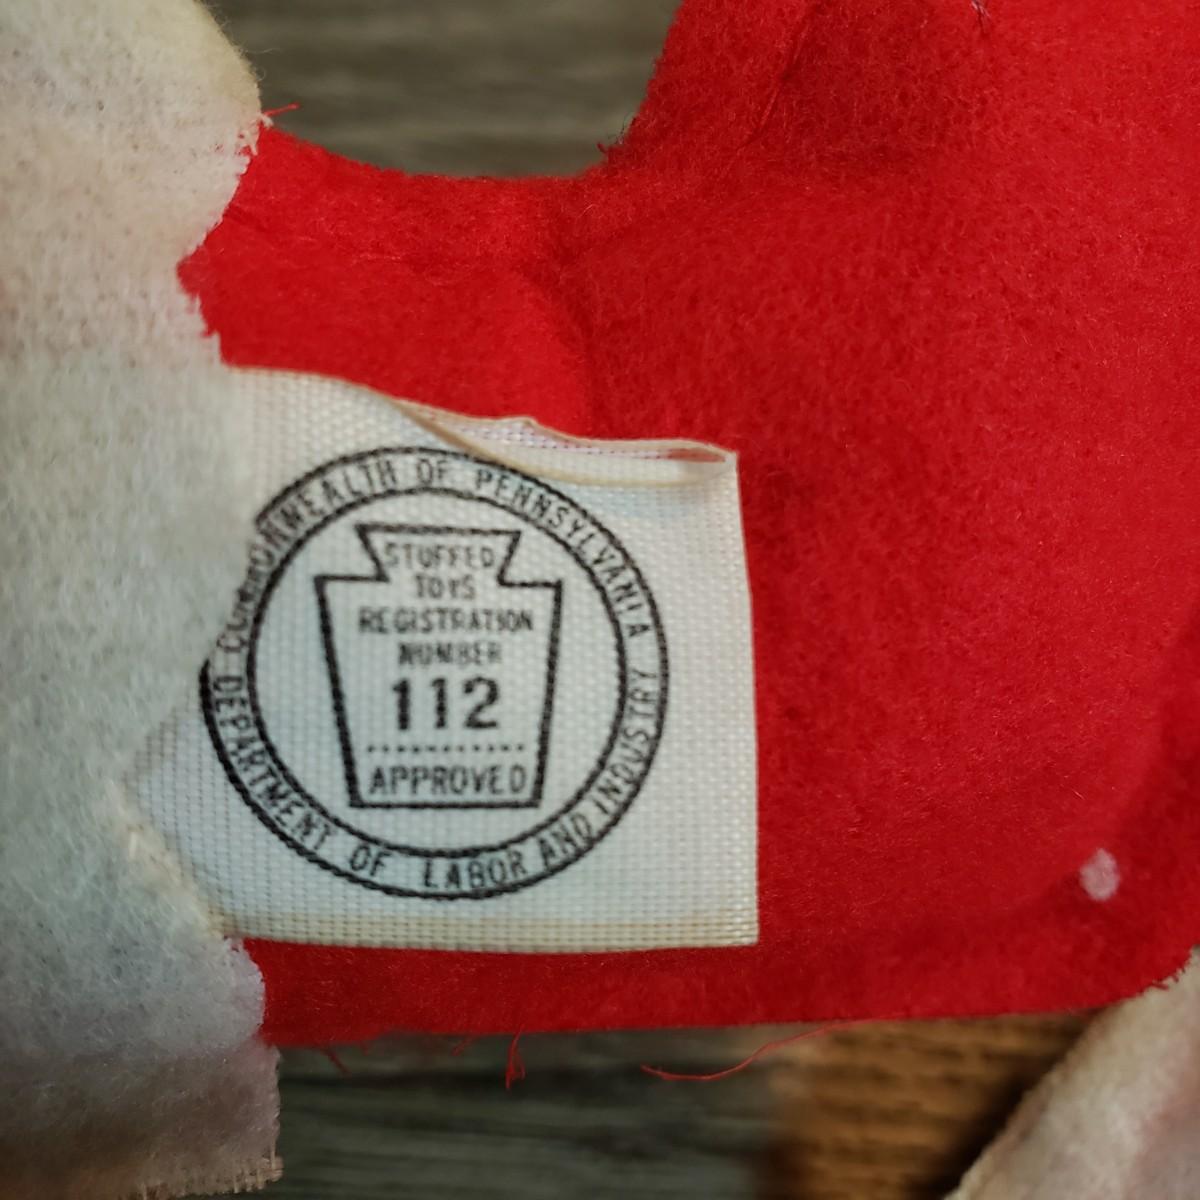 COMMONWEALTH OF PENNSYLVANIA
STUFFED
TOYS
REGISTRATION
NUMBER
112
APPROVED
DEPARTMENT OF LABOR AND INDUSTRY